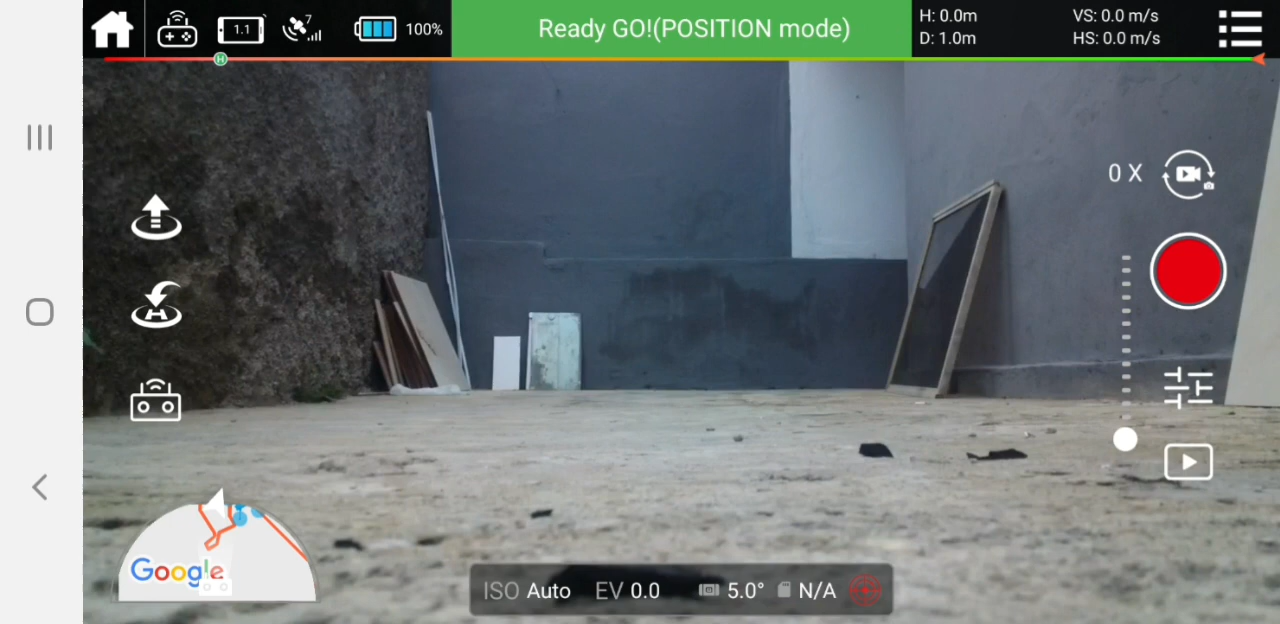 1.1
7
100%
Ready GO!(POSITION mode)
H: 0.0m
VS: 0.0 m/s
D: 1.0m
HS: 0.0 m/s
H
0 X
H
Google
ISO Auto
EV 0.0
5.0°
N/A